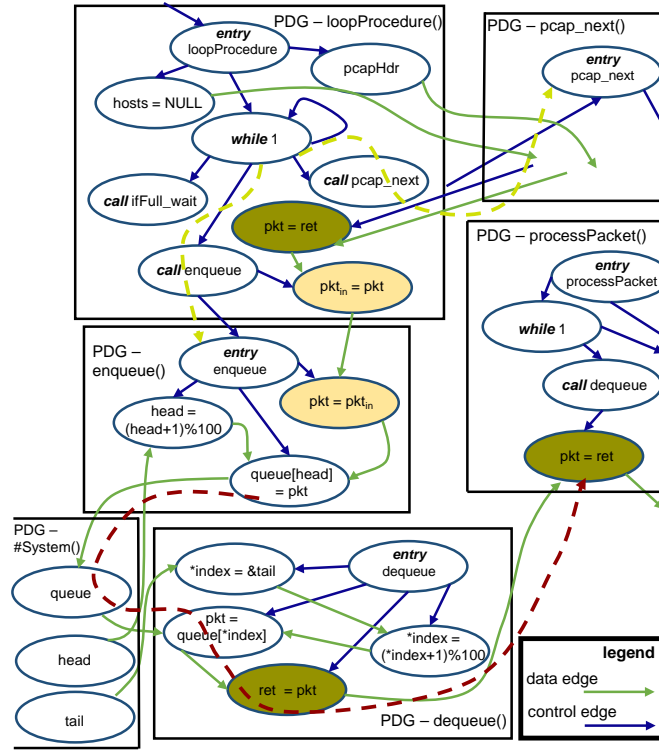 PDG – loopProcedure()
entry
loopProcedure
pcapHdr
hosts = NULL
while 1
call ifFull_wait
call pcap_next
pkt = ret
call enqueue
pktin = pkt
PDG – pcap_next()
entry
pcap_next
PDG – processPacket()
entry
processPacket
while 1
call dequeue
pkt = ret
PDG –
enqueue()
entry
enqueue
head =
(head+1)%100
pkt = pktin
queue[head]
= pkt
PDG –
#System()
queue
head
tail
entry
dequeue
*index = &tail
pkt =
queue[*index]
*index =
(*index+1)%100
ret = pkt
PDG – dequeue()
legend
data edge
control edge